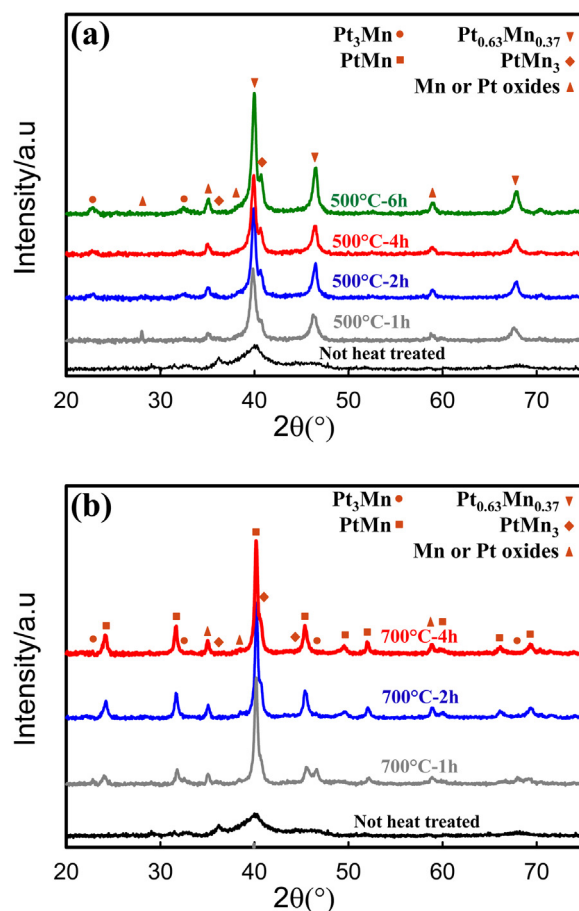 (a)
Pt₃Mn Pt₀.₆₃Mn₀.₃₇
PtMn PtMn₃
Mn or Pt oxides
500°C-6h
500°C-4h
500°C-2h
500°C-1h
Not heat treated
Intensity/a.u
20 30 40 50 60 70
2θ(°)
(b)
Pt₃Mn Pt₀.₆₃Mn₀.₃₇
PtMn PtMn₃
Mn or Pt oxides
700°C-4h
700°C-2h
700°C-1h
Not heat treated
Intensity/a.u
20 30 40 50 60 70
2θ(°)